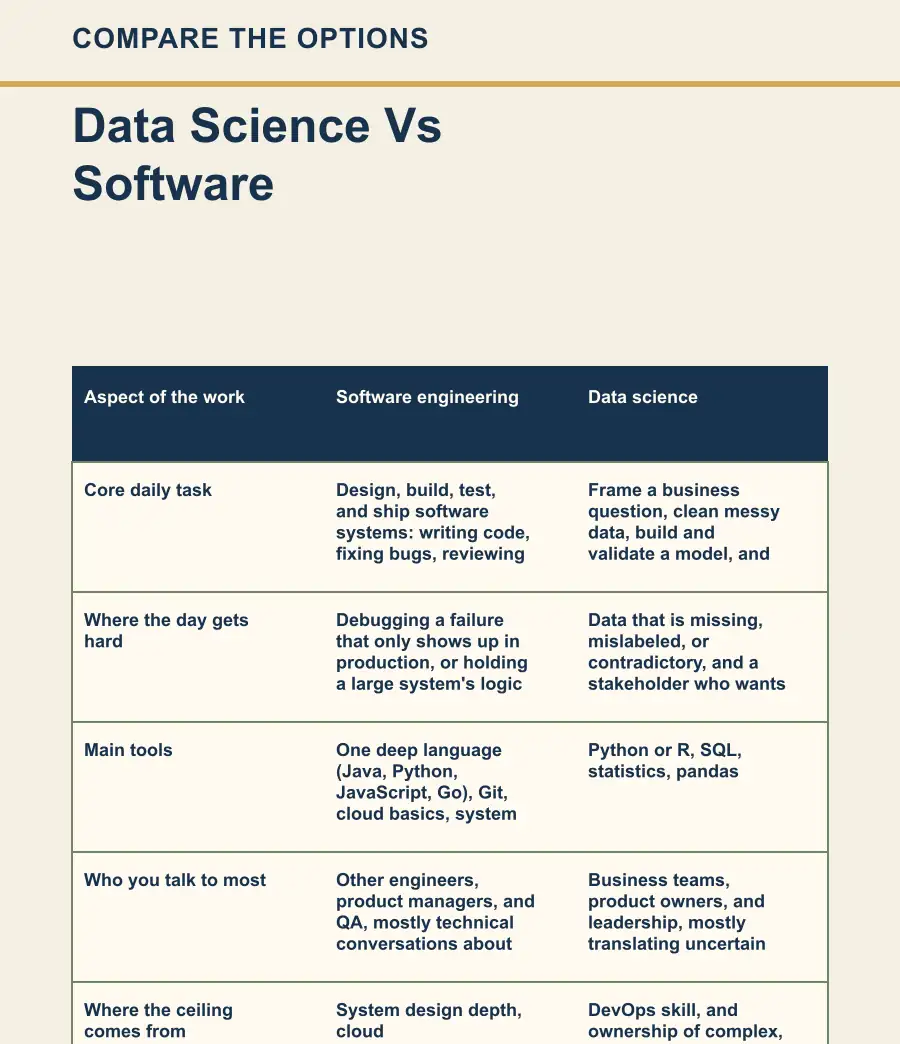 COMPARE THE OPTIONS
Data Science Vs
Software
Aspect of the work
Software engineering
Data science
Core daily task
Design, build, test,
and ship software
systems: writing code,
fixing bugs, reviewing
Frame a business
question, clean messy
data, build and
validate a model, and
Where the day gets
hard
Debugging a failure
that only shows up in
production, or holding
a large system's logic
Data that is missing,
mislabeled, or
contradictory, and a
stakeholder who wants
Main tools
One deep language
(Java, Python,
JavaScript, Go), Git,
cloud basics, system
Python or R, SQL,
statistics, pandas
Who you talk to most
Other engineers,
product managers, and
QA, mostly technical
conversations about
Business teams,
product owners, and
leadership, mostly
translating uncertain
Where the ceiling
comes from
System design depth,
cloud
DevOps skill, and
ownership of complex,